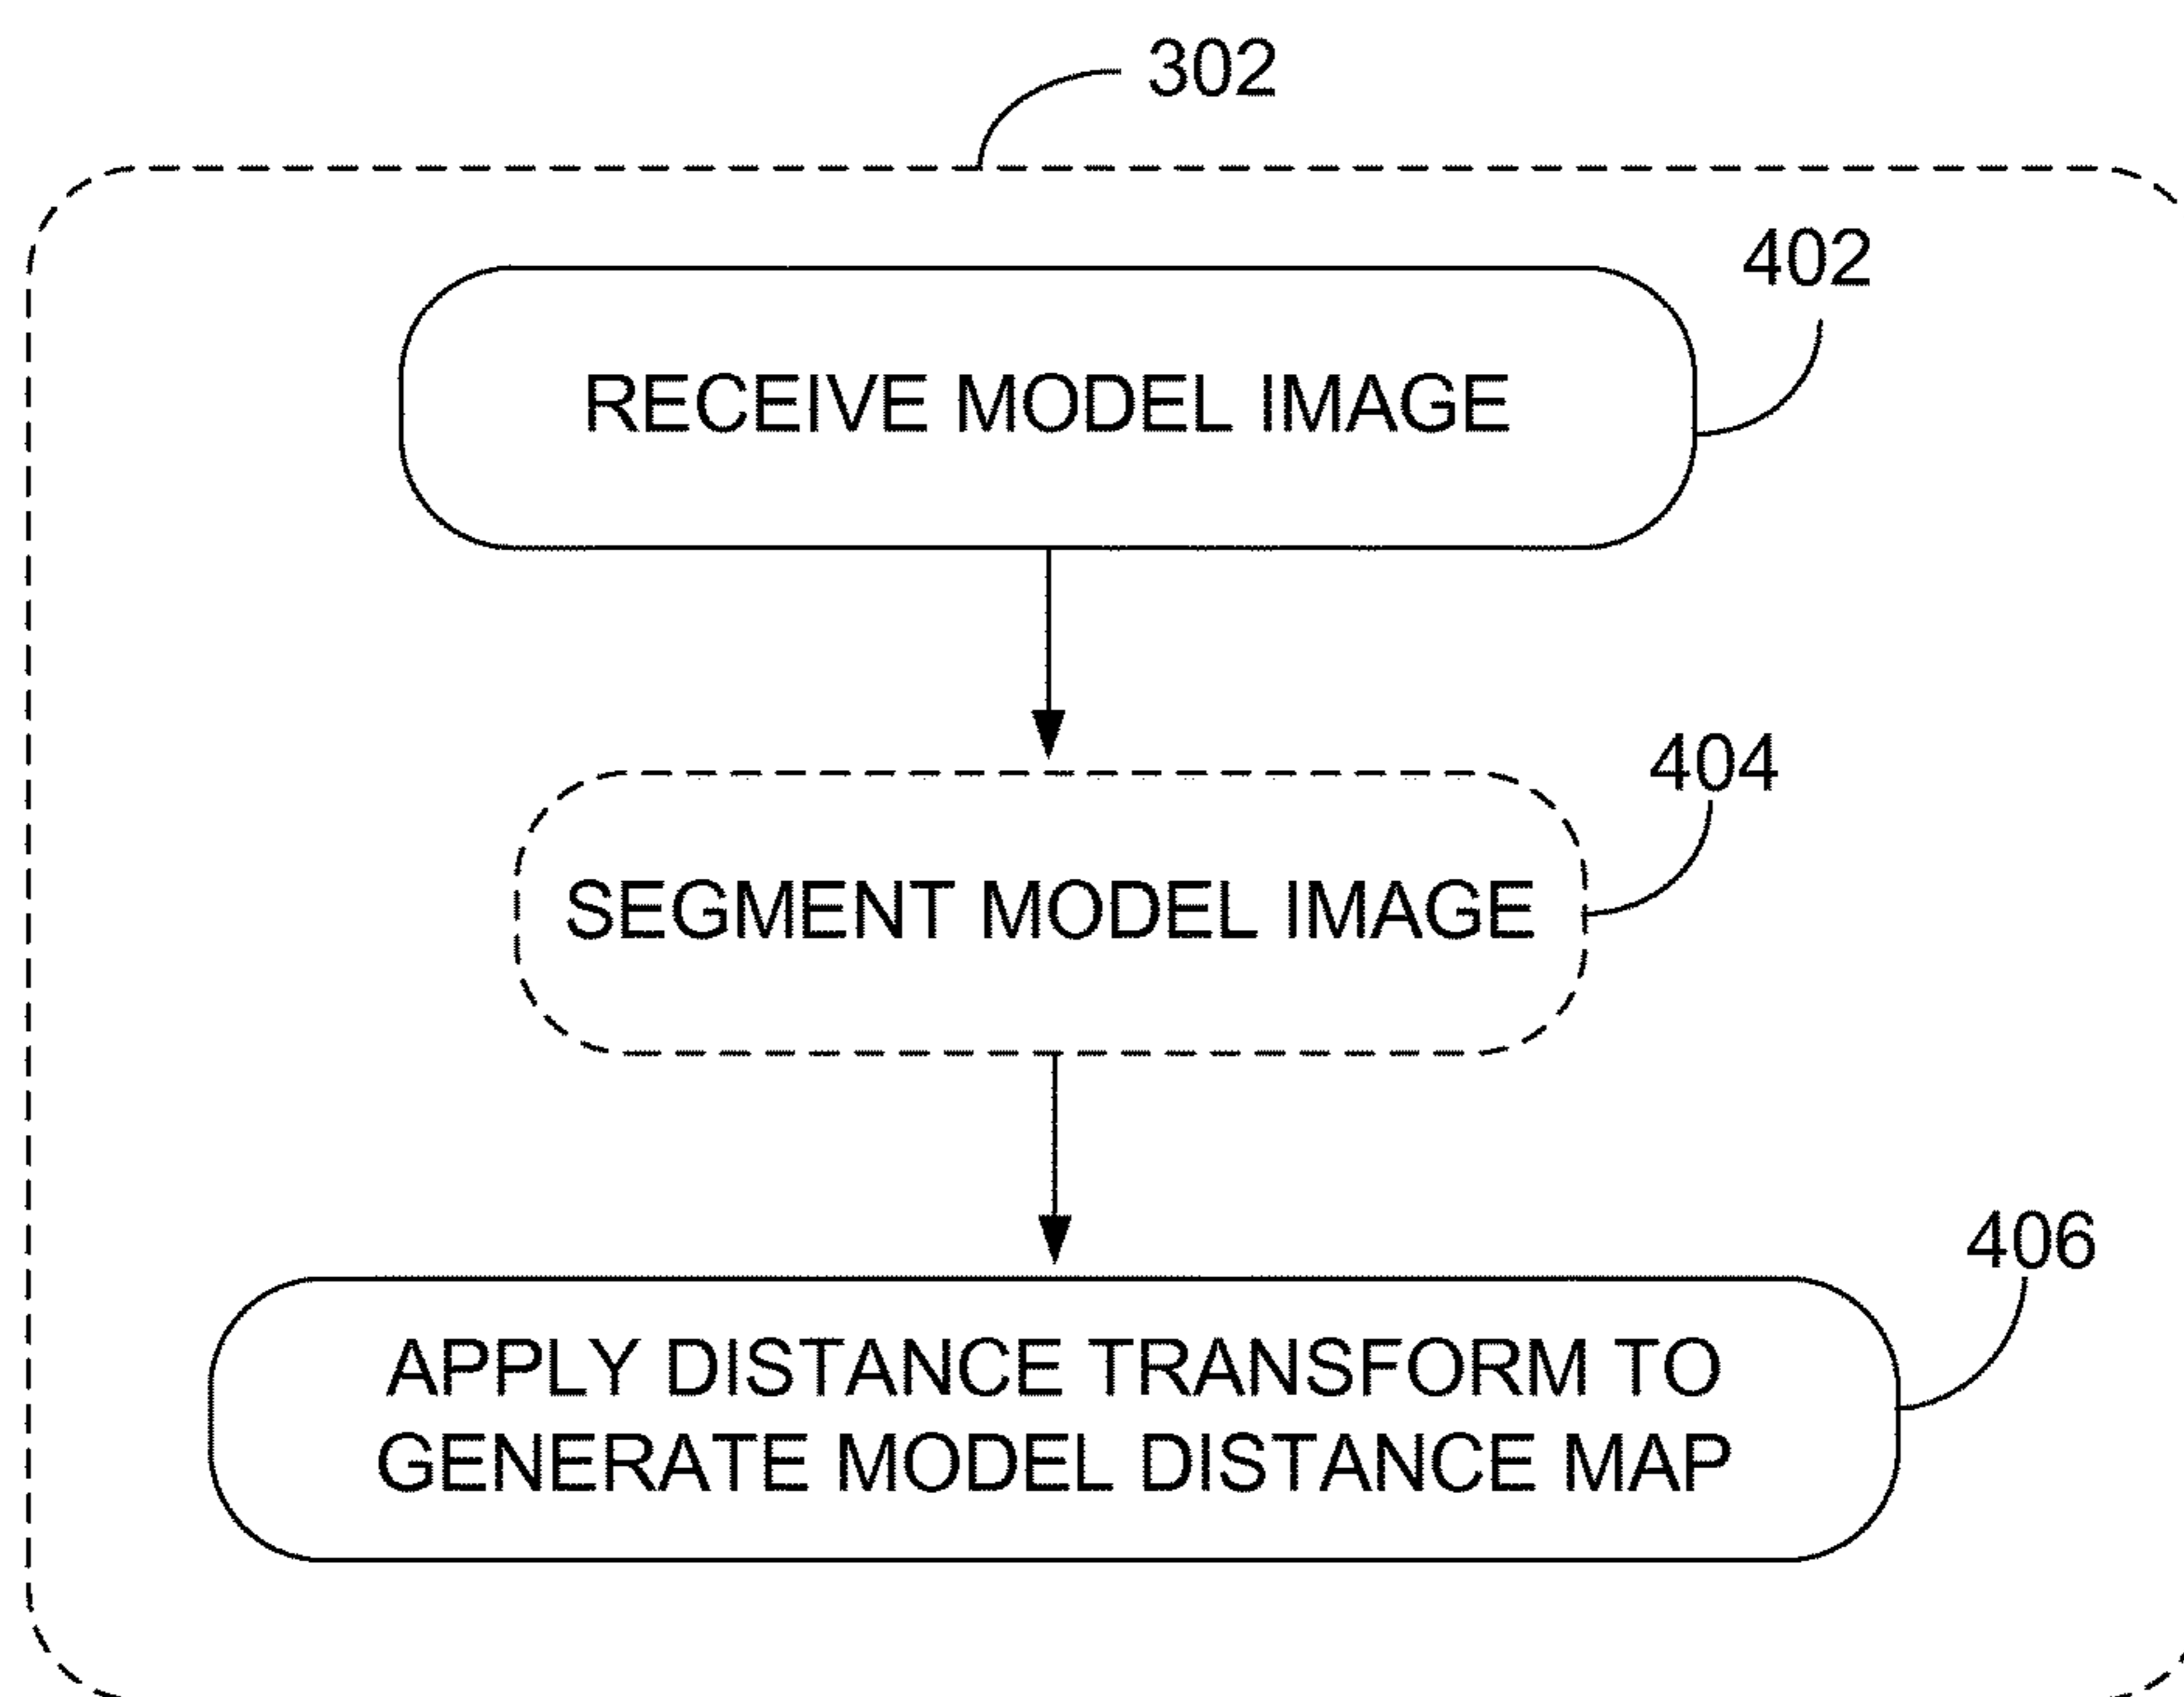 302
402
RECEIVE MODEL IMAGE
404
SEGMENT MODEL IMAGE
406
APPLY DISTANCE TRANSFORM TO
GENERATE MODEL DISTANCE MAP